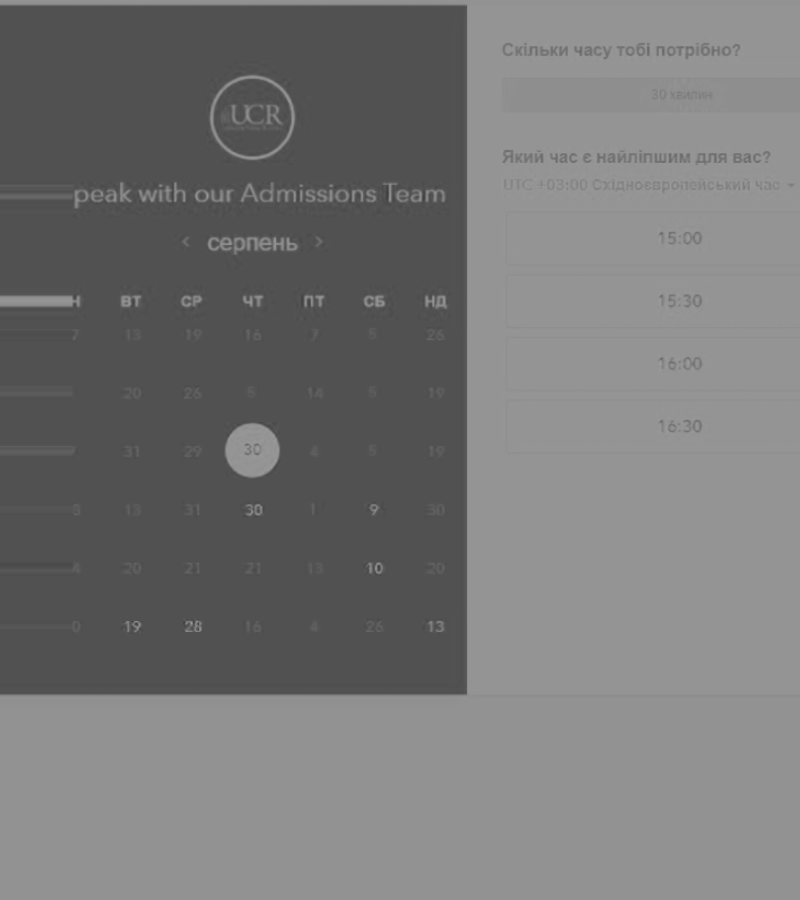 UCR
peak with our Admissions Team
< серпень >
Н ВТ СР ЧТ ПТ СБ НД
7 13 19 16 7 5 26
20 26 5 14 5 19
31 29 30 4 5 19
13 31 30 1 9 30
4 20 21 21 13 10 20
0 19 28 16 4 26 13
Скільки часу тобі потрібно?
30 хвилин
Який час є найліпшим для вас?
UTC +03:00 Східноєвропейський час
15:00
15:30
16:00
16:30